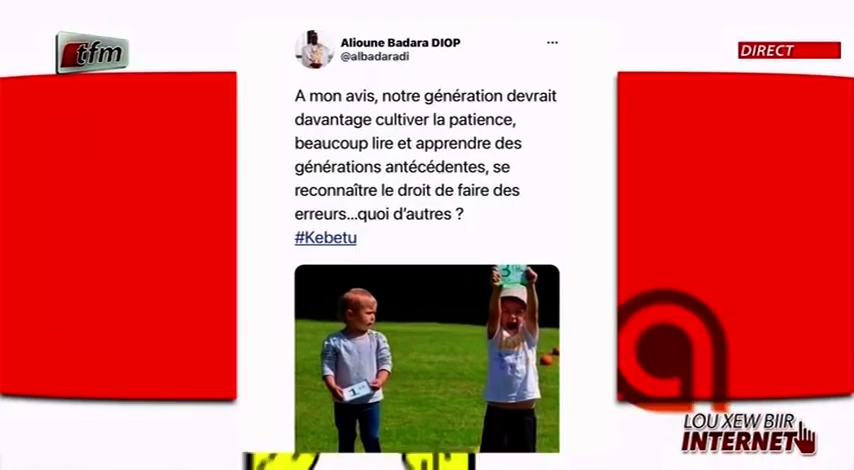 tfm
DIRECT
Alioune Badara DIOP
@albadaradi
A mon avis, notre génération devrait
davantage cultiver la patience,
beaucoup lire et apprendre des
générations antécédentes, se
reconnaître le droit de faire des
erreurs...quoi d'autres ?
#Kebetu
LOU XEW BIIR
INTERNET